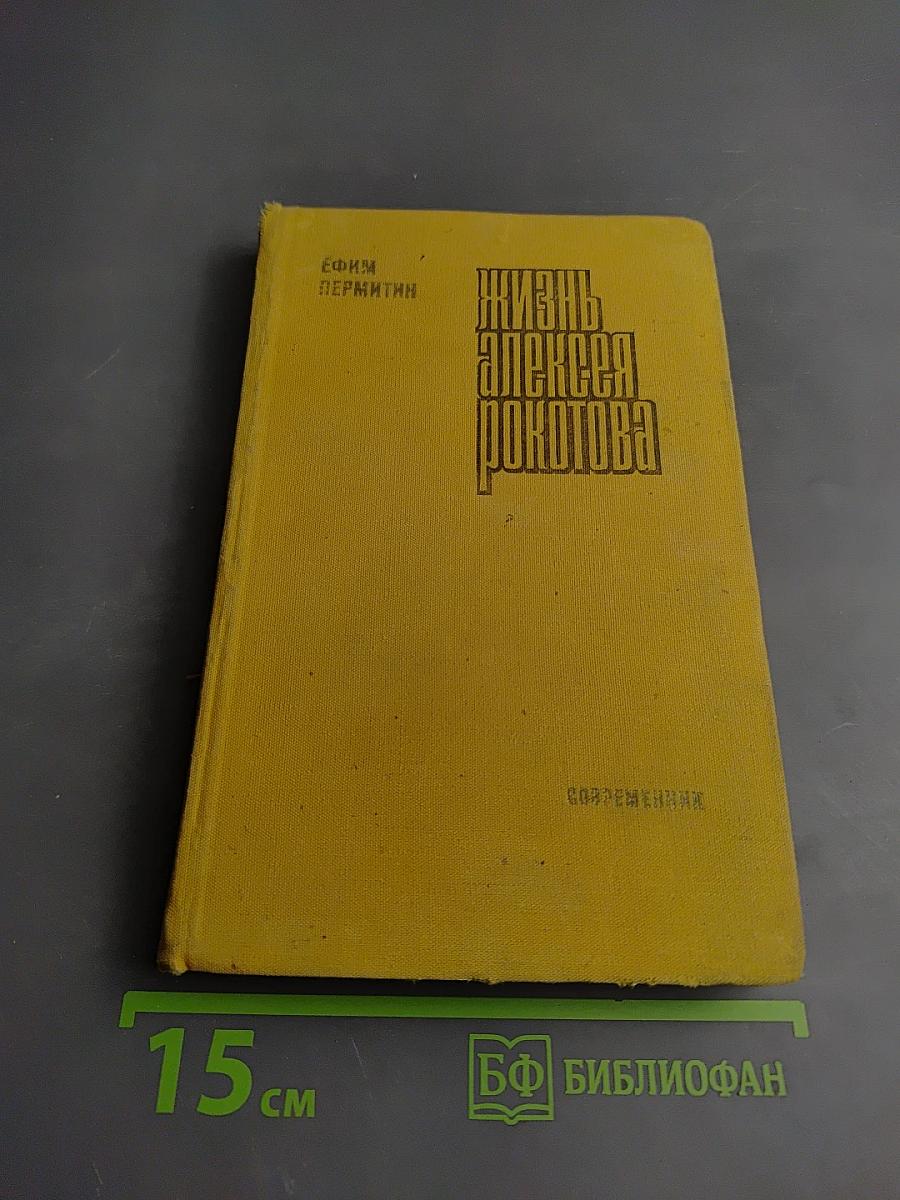 ЕФИМ
ПЕРМИТИН
ЖИЗНЬ
АЛЕКСЕЯ
РОКОТОВА
СОВРЕМЕННИК
15 СМ
БФ БИБЛИОФАН